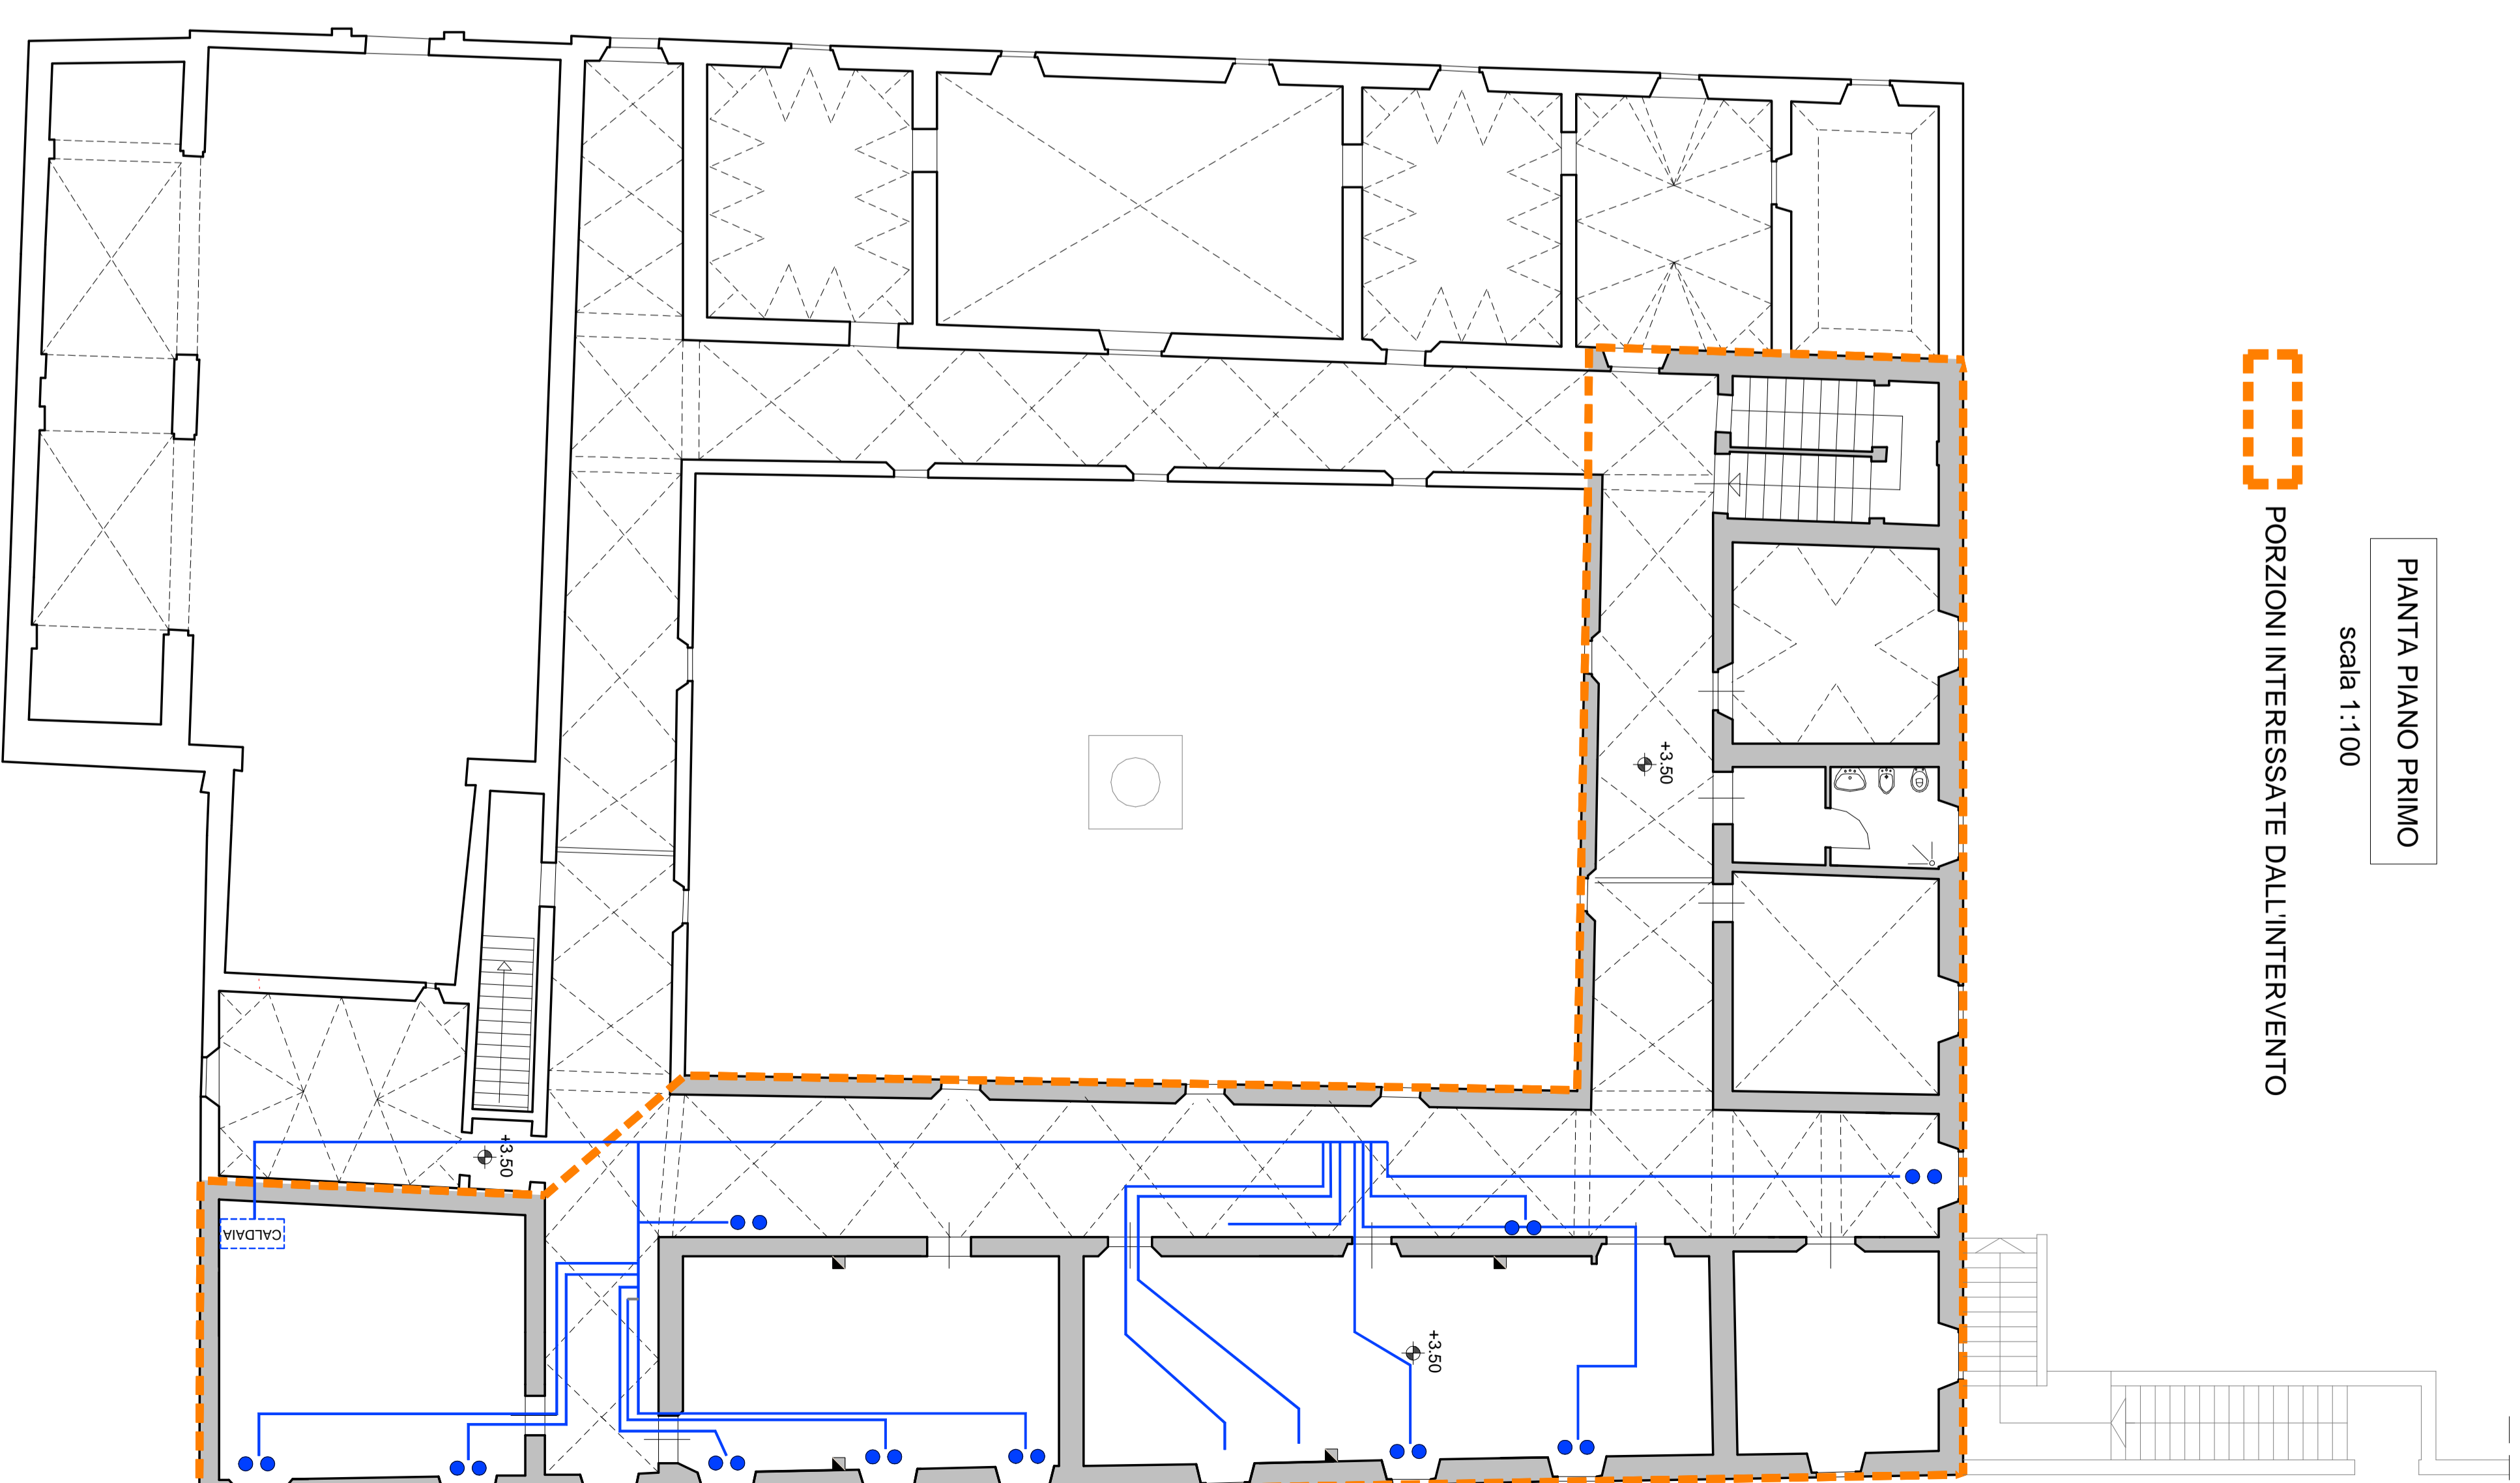 PIANTA PIANO PRIMO
scala 1:100
PORZIONI INTERESSATE DALL'INTERVENTO
+3.50
+3.50
+3.50
CALDAIA